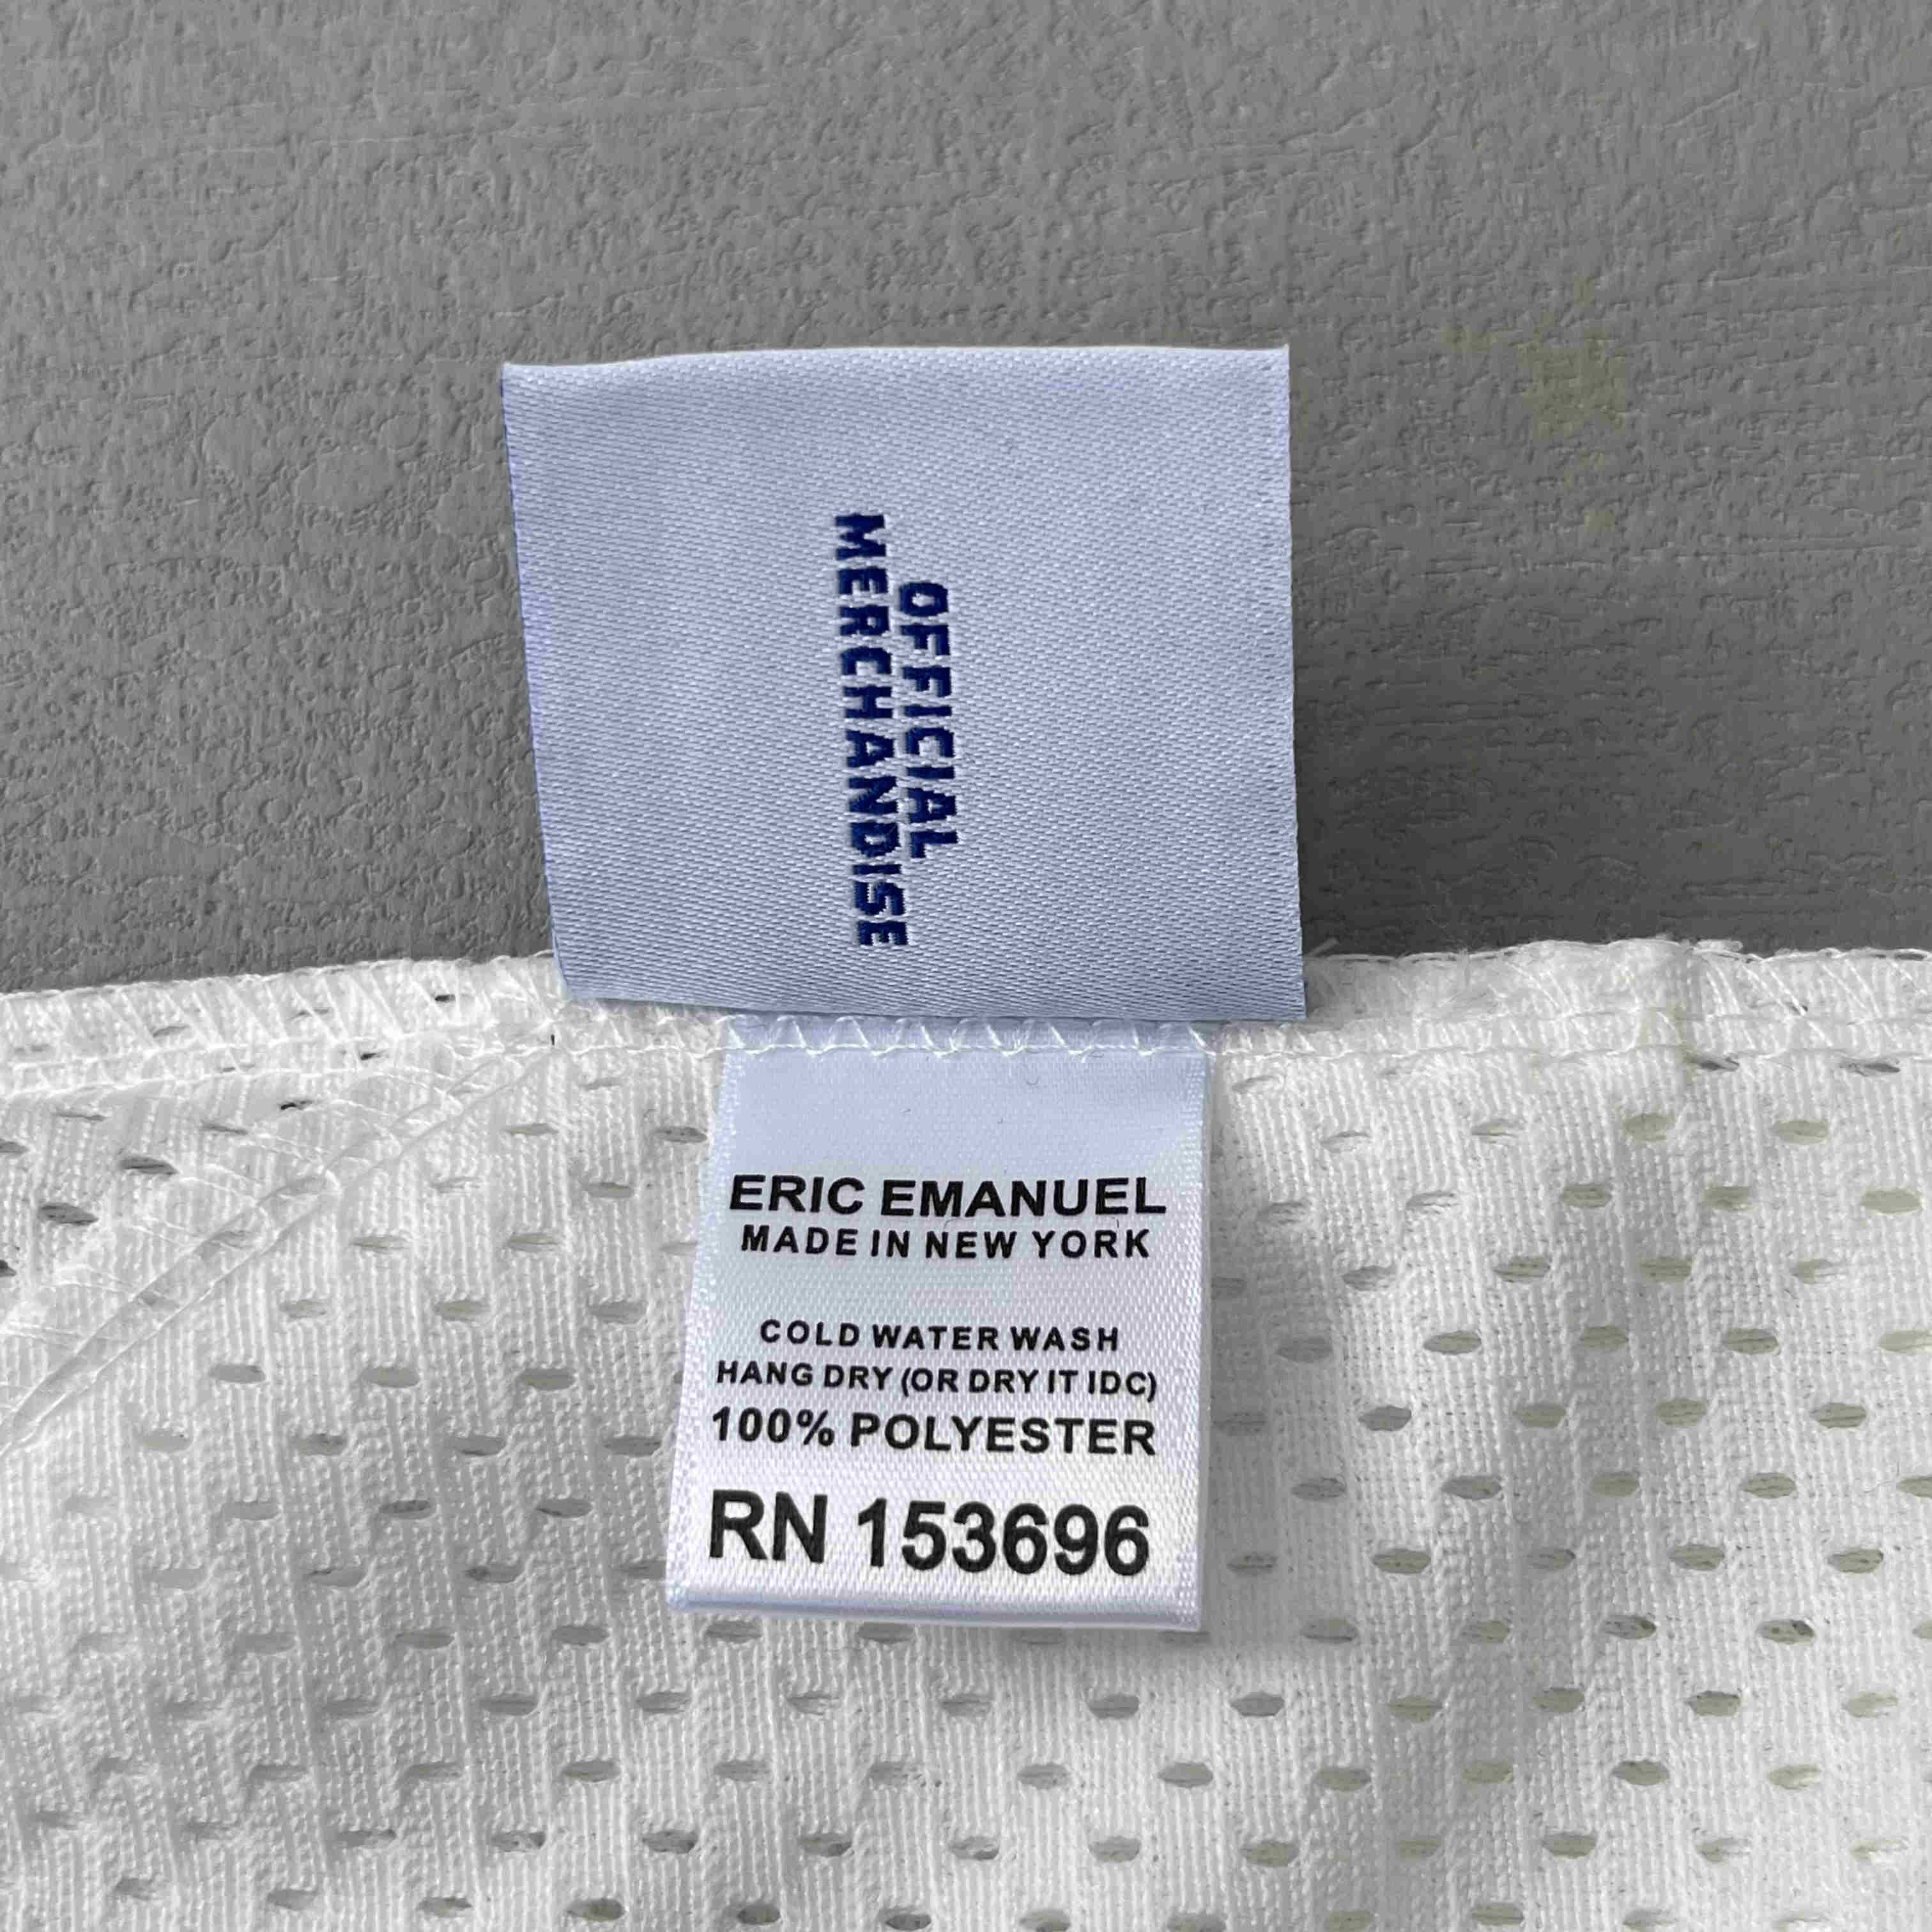 OFFICIAL
MERCHANDISE
ERIC EMANUEL
MADE IN NEW YORK
COLD WATER WASH
HANG DRY (OR DRY IT IDC)
100% POLYESTER
RN 153696